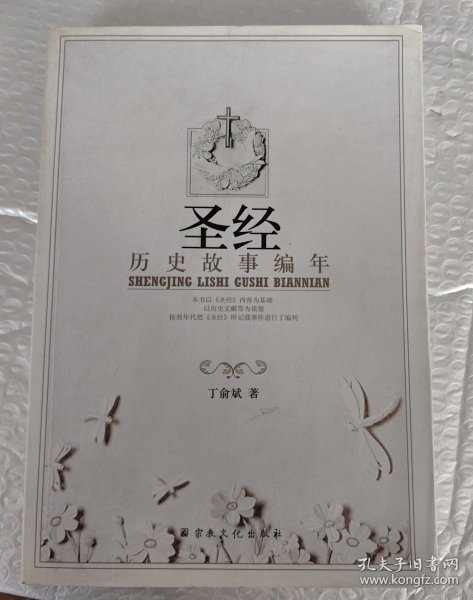 圣经
历史故事编年
SHENGJING LISHI GUSHI BIANNIAN
本书以《圣经》内容为基础
以历史文献等为依据
按照年代把《圣经》所记载事件进行了编列
丁俞斌 著
宗教文化出版社
孔夫子旧书网
www.kongfz.com